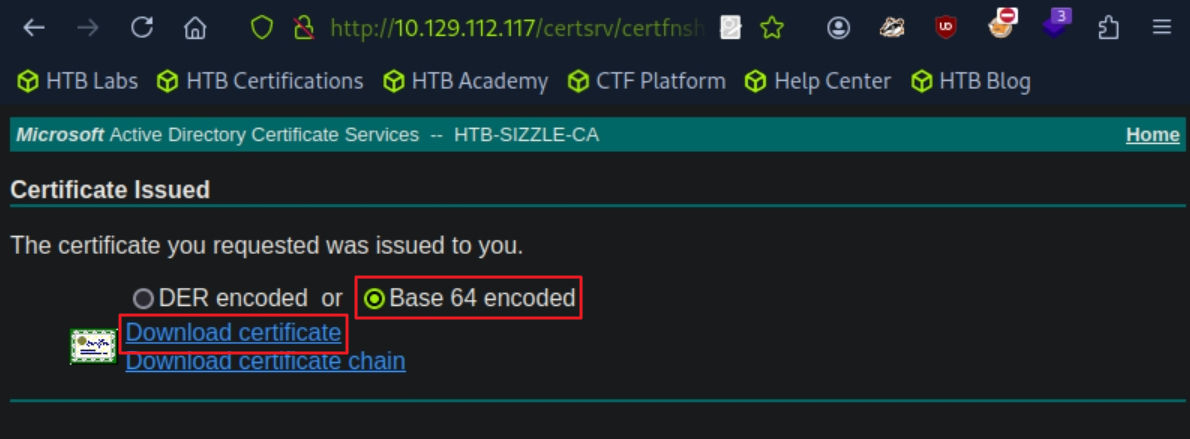 http://10.129.112.117/certsrv/certfnsh
3
HTB Labs HTB Certifications HTB Academy CTF Platform Help Center HTB Blog
Microsoft Active Directory Certificate Services -- HTB-SIZZLE-CA Home
Certificate Issued
The certificate you requested was issued to you.
DER encoded or Base 64 encoded
Download certificate
Download certificate chain